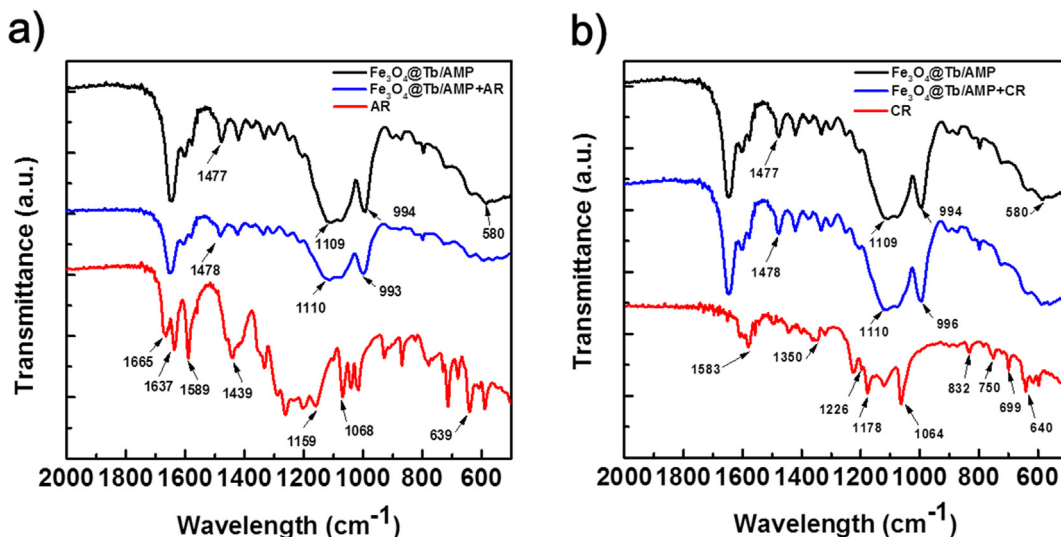 a)
Fe₃O₄@Tb/AMP
Fe₃O₄@Tb/AMP+AR
AR
1477
1109
994
580
1478
1110
993
1665
1637
1589
1439
1159
1068
639
Transmittance (a.u.)
2000 1800 1600 1400 1200 1000 800 600
Wavelength (cm⁻¹)
b)
Fe₃O₄@Tb/AMP
Fe₃O₄@Tb/AMP+CR
CR
1477
1109
994
580
1478
1110
996
1583
1350
1226
1178
1064
832
750
699
640
Transmittance (a.u.)
2000 1800 1600 1400 1200 1000 800 600
Wavelength (cm⁻¹)